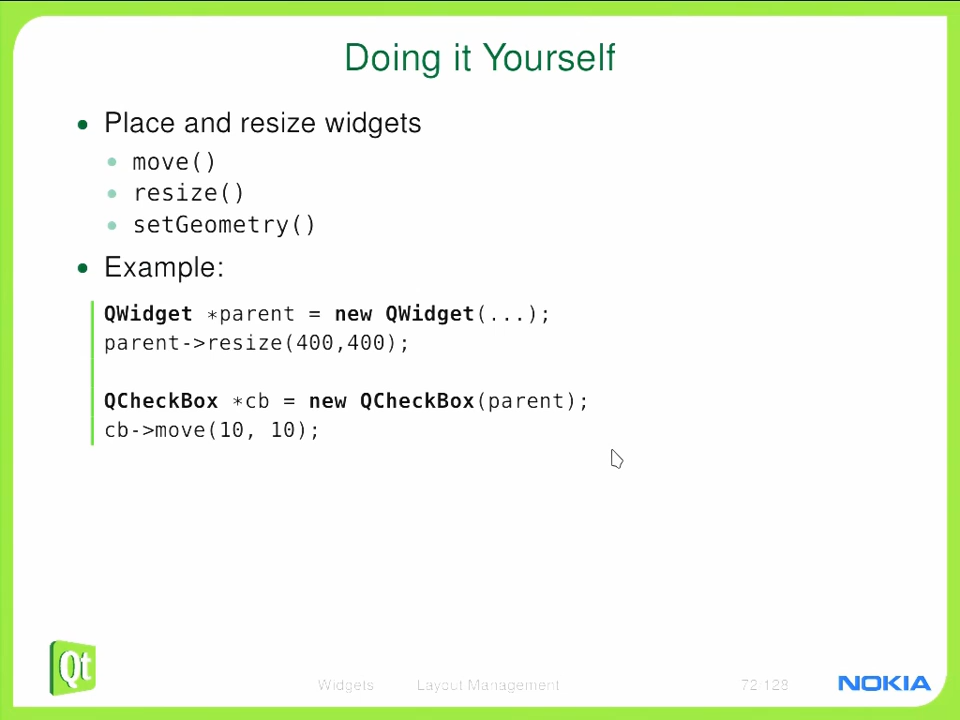 Doing it Yourself
• Place and resize widgets
• move()
• resize()
• setGeometry()
• Example:
QWidget *parent = new QWidget(...);
parent->resize(400,400);
QCheckBox *cb = new QCheckBox(parent);
cb->move(10, 10);
Qt
Widgets Layout Management 72 128 NOKIA